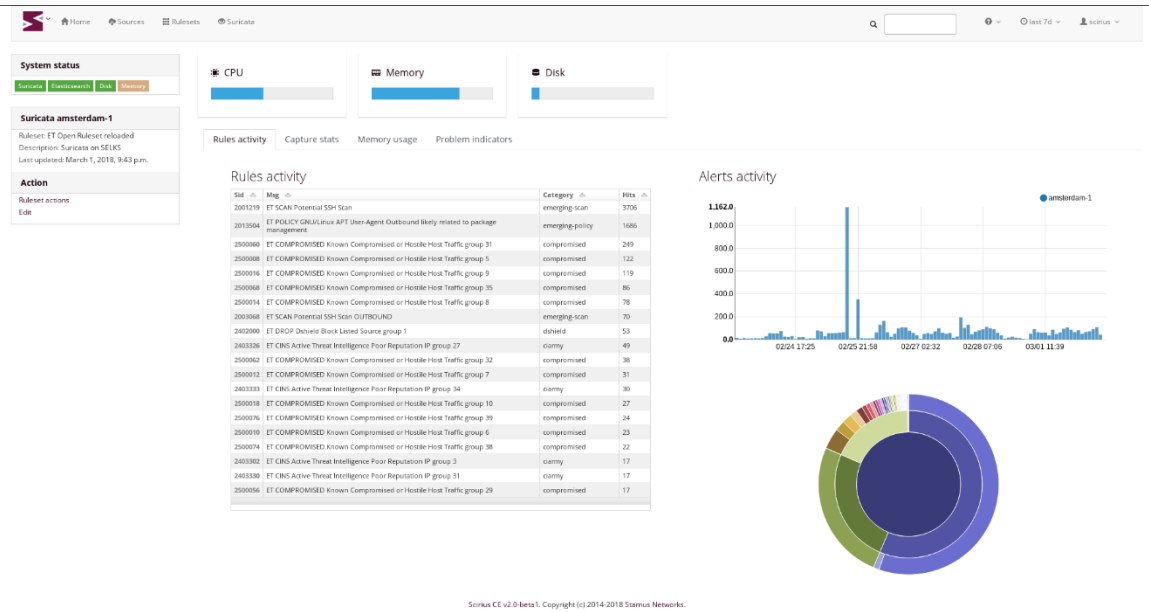 Home Sources Rulesets Suricata last 7d scirius
System status
Suricata Elasticsearch Disk Memory
Suricata amsterdam-1
Ruleset: ET Open Ruleset reloaded
Description: Suricata on SELKS
Last updated: March 1, 2018, 9:43 p.m.
Action
Ruleset actions
Edit
CPU Memory Disk
Rules activity Capture stats Memory usage Problem indicators
Rules activity
Sid Msg Category Hits
2001219 ET SCAN Potential SSH Scan emerging-scan 3706
2013504 ET POLICY GNU/Linux APT User-Agent Outbound likely related to package
management emerging-policy 1686
2500060 ET COMPROMISED Known Compromised or Hostile Host Traffic group 31 compromised 249
2500008 ET COMPROMISED Known Compromised or Hostile Host Traffic group 5 compromised 122
2500016 ET COMPROMISED Known Compromised or Hostile Host Traffic group 9 compromised 119
2500068 ET COMPROMISED Known Compromised or Hostile Host Traffic group 35 compromised 86
2500014 ET COMPROMISED Known Compromised or Hostile Host Traffic group 8 compromised 78
2003068 ET SCAN Potential SSH Scan OUTBOUND emerging-scan 70
2402000 ET DROP Dshield Block Listed Source group 1 dshield 53
2403326 ET CINS Active Threat Intelligence Poor Reputation IP group 27 ciarmy 49
2500062 ET COMPROMISED Known Compromised or Hostile Host Traffic group 32 compromised 38
2500012 ET COMPROMISED Known Compromised or Hostile Host Traffic group 7 compromised 31
2403333 ET CINS Active Threat Intelligence Poor Reputation IP group 34 ciarmy 30
2500018 ET COMPROMISED Known Compromised or Hostile Host Traffic group 10 compromised 27
2500076 ET COMPROMISED Known Compromised or Hostile Host Traffic group 39 compromised 24
2500010 ET COMPROMISED Known Compromised or Hostile Host Traffic group 6 compromised 23
2500074 ET COMPROMISED Known Compromised or Hostile Host Traffic group 38 compromised 22
2403302 ET CINS Active Threat Intelligence Poor Reputation IP group 3 ciarmy 17
2403330 ET CINS Active Threat Intelligence Poor Reputation IP group 31 ciarmy 17
2500056 ET COMPROMISED Known Compromised or Hostile Host Traffic group 29 compromised 17
Alerts activity
amsterdam-1
1,162.0
1,000.0
800.0
600.0
400.0
200.0
0.0
02/24 17:25 02/25 21:58 02/27 02:32 02/28 07:06 03/01 11:39
Scirius CE v2.0-beta1. Copyright (c) 2014-2018 Stamus Networks.